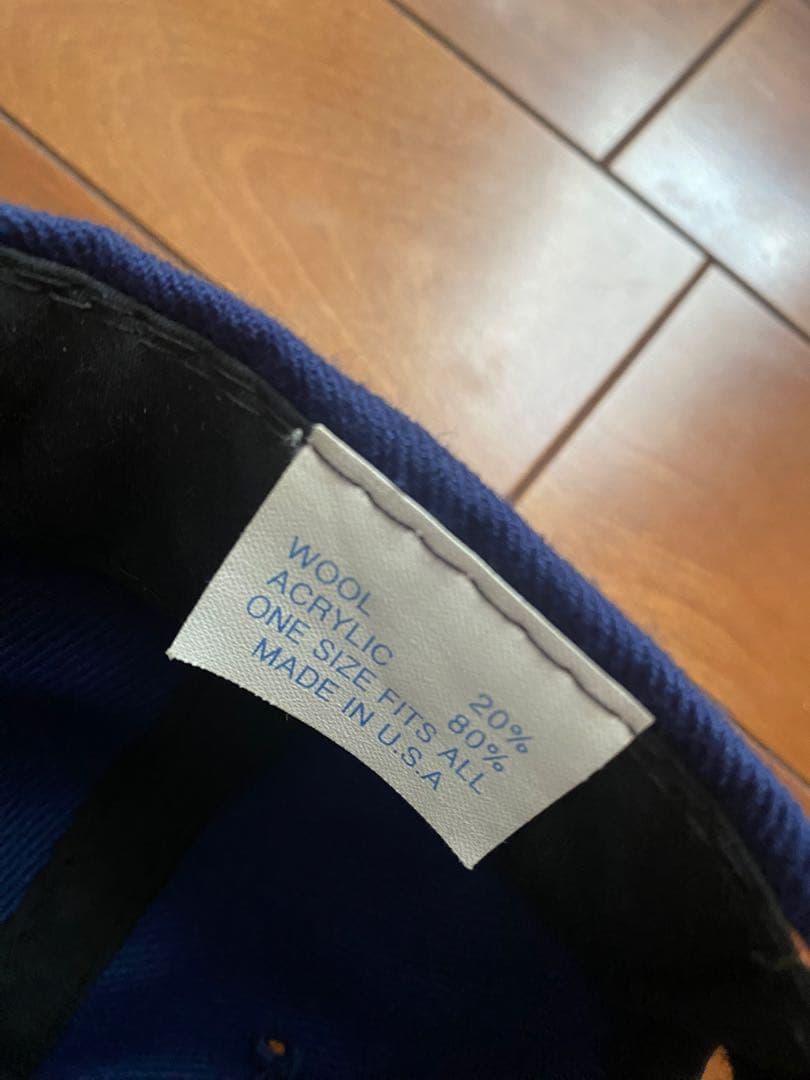 WOOL 20%
ACRYLIC 80%
ONE SIZE FITS ALL
MADE IN U.S.A